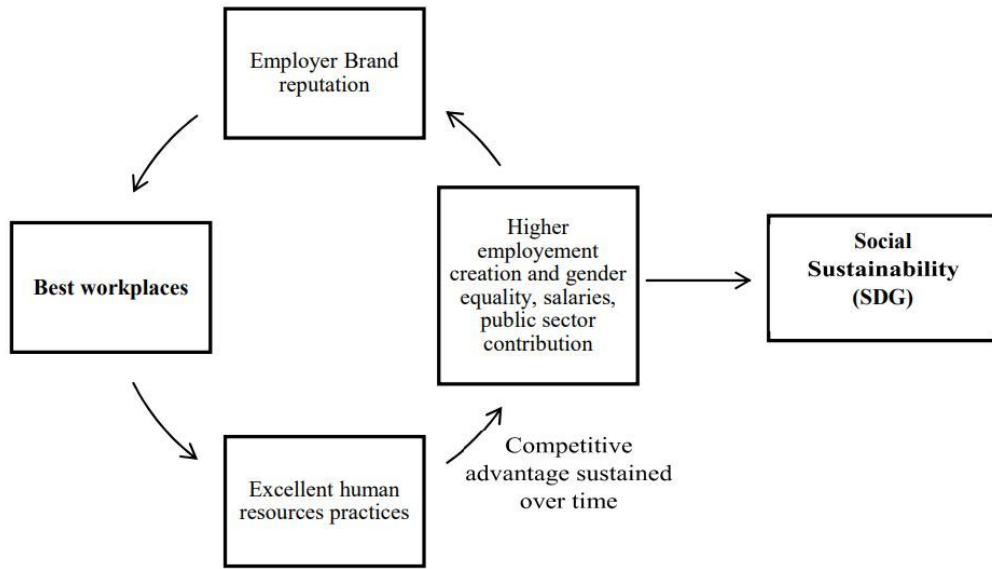 Employer Brand
reputation
Best workplaces
Higher
employement
creation and gender
equality, salaries,
public sector
contribution
Social
Sustainability
(SDG)
Excellent human
resources practices
Competitive
advantage sustained
over time